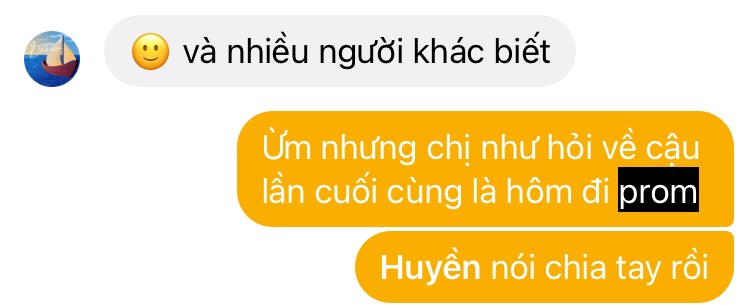 🙂 và nhiều người khác biết
Ừm nhưng chị như hỏi về cậu
lần cuối cùng là hôm đi prom
Huyền nói chia tay rồi